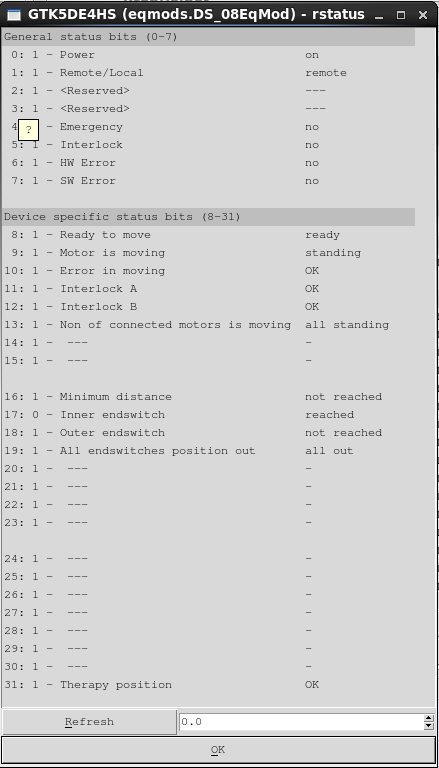 GTK5DE4HS (eqmods.DS_08EqMod) - rstatus
General status bits (0-7)
0: 1 - Power on
1: 1 - Remote/Local remote
2: 1 - <Reserved> ---
3: 1 - <Reserved> ---
4 ? - Emergency no
5: 1 - Interlock no
6: 1 - HW Error no
7: 1 - SW Error no
Device specific status bits (8-31)
8: 1 - Ready to move ready
9: 1 - Motor is moving standing
10: 1 - Error in moving OK
11: 1 - Interlock A OK
12: 1 - Interlock B OK
13: 1 - Non of connected motors is moving all standing
14: 1 - --- -
15: 1 - --- -
16: 1 - Minimum distance not reached
17: 0 - Inner endswitch reached
18: 1 - Outer endswitch not reached
19: 1 - All endswitches position out all out
20: 1 - --- -
21: 1 - --- -
22: 1 - --- -
23: 1 - --- -
24: 1 - --- -
25: 1 - --- -
26: 1 - --- -
27: 1 - --- -
28: 1 - --- -
29: 1 - --- -
30: 1 - --- -
31: 1 - Therapy position OK
Refresh 0.0
OK